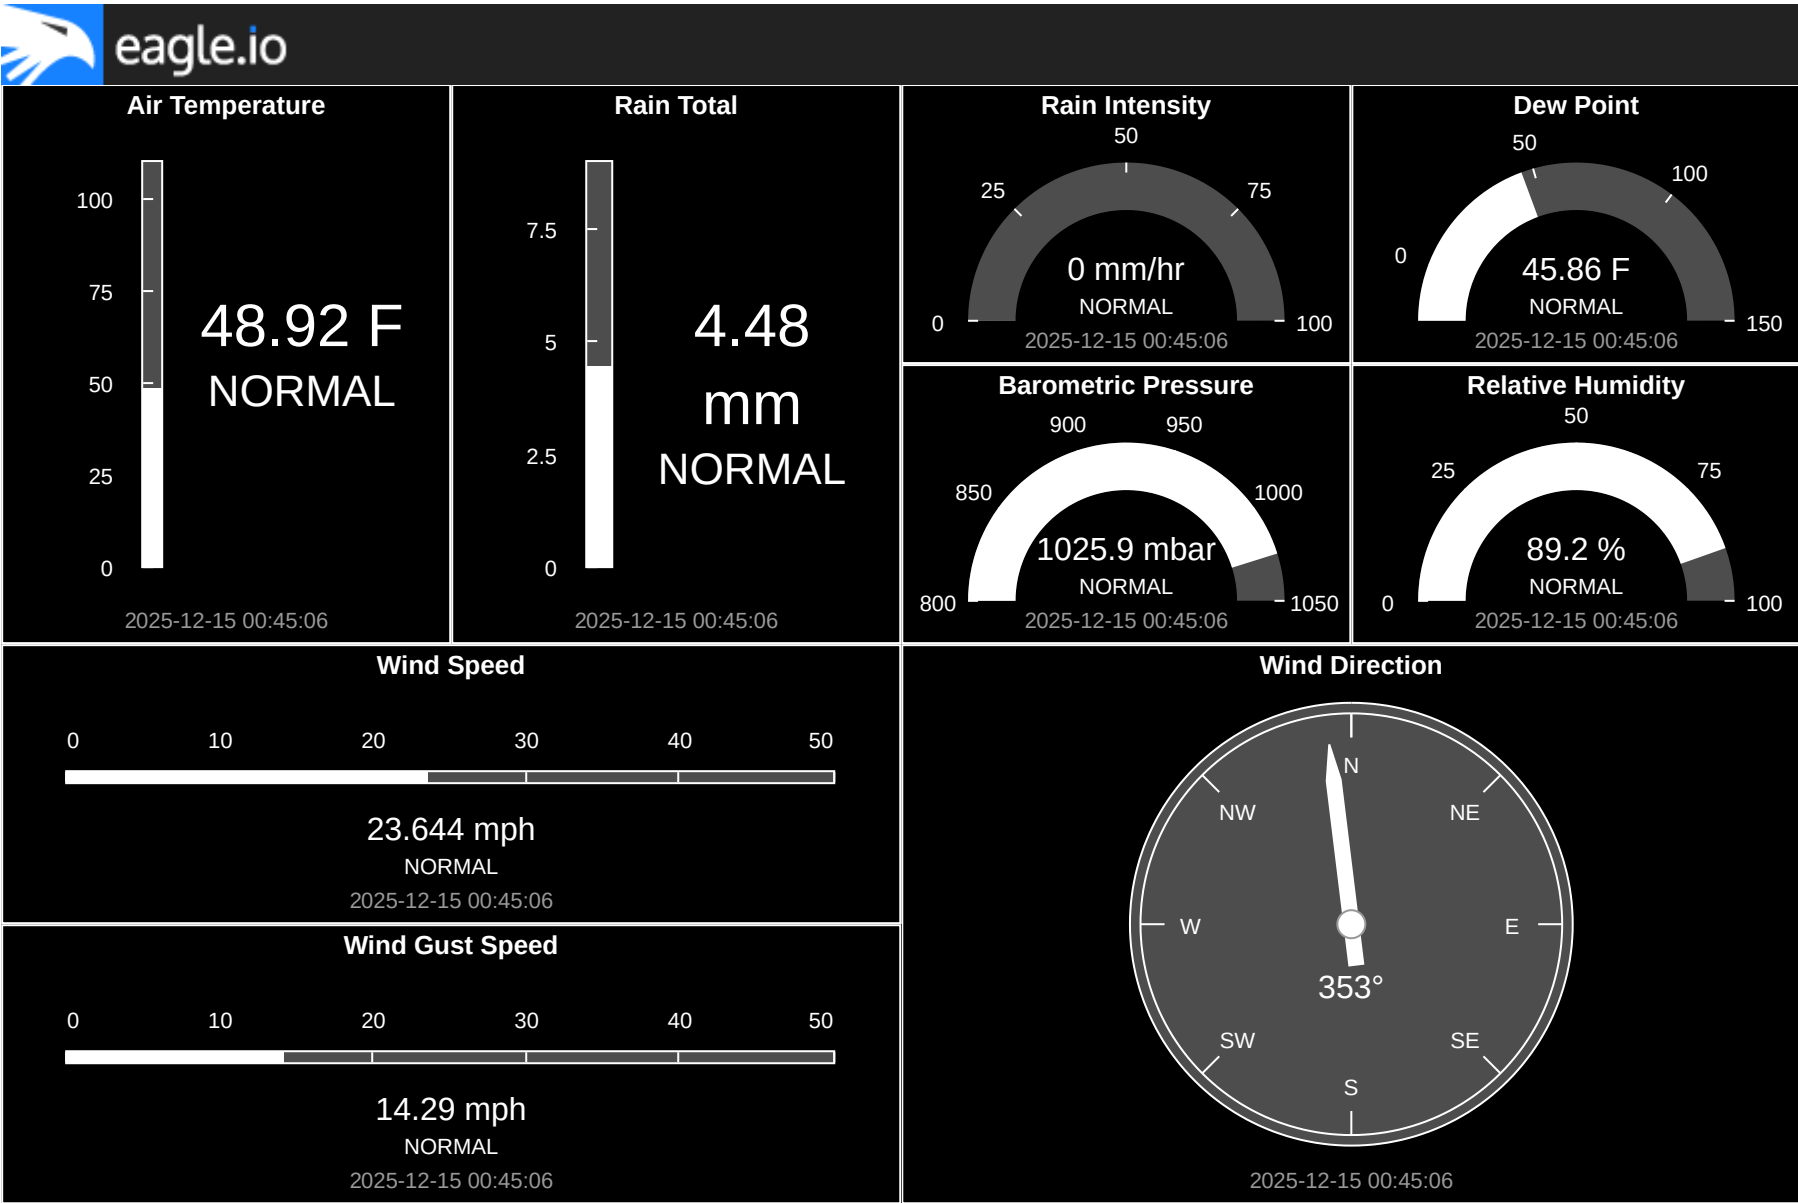 eagle.io
Air Temperature
100
75
50
25
0
48.92 F
NORMAL
2025-12-15 00:45:06
Rain Total
7.5
5
2.5
0
4.48
mm
NORMAL
2025-12-15 00:45:06
Rain Intensity
0
25
50
75
100
0 mm/hr
NORMAL
2025-12-15 00:45:06
Dew Point
0
50
100
150
45.86 F
NORMAL
2025-12-15 00:45:06
Barometric Pressure
800
850
900
950
1000
1050
1025.9 mbar
NORMAL
2025-12-15 00:45:06
Relative Humidity
0
25
50
75
100
89.2 %
NORMAL
2025-12-15 00:45:06
Wind Speed
0 10 20 30 40 50
23.644 mph
NORMAL
2025-12-15 00:45:06
Wind Gust Speed
0 10 20 30 40 50
14.29 mph
NORMAL
2025-12-15 00:45:06
Wind Direction
N
NE
E
SE
S
SW
W
NW
353°
2025-12-15 00:45:06